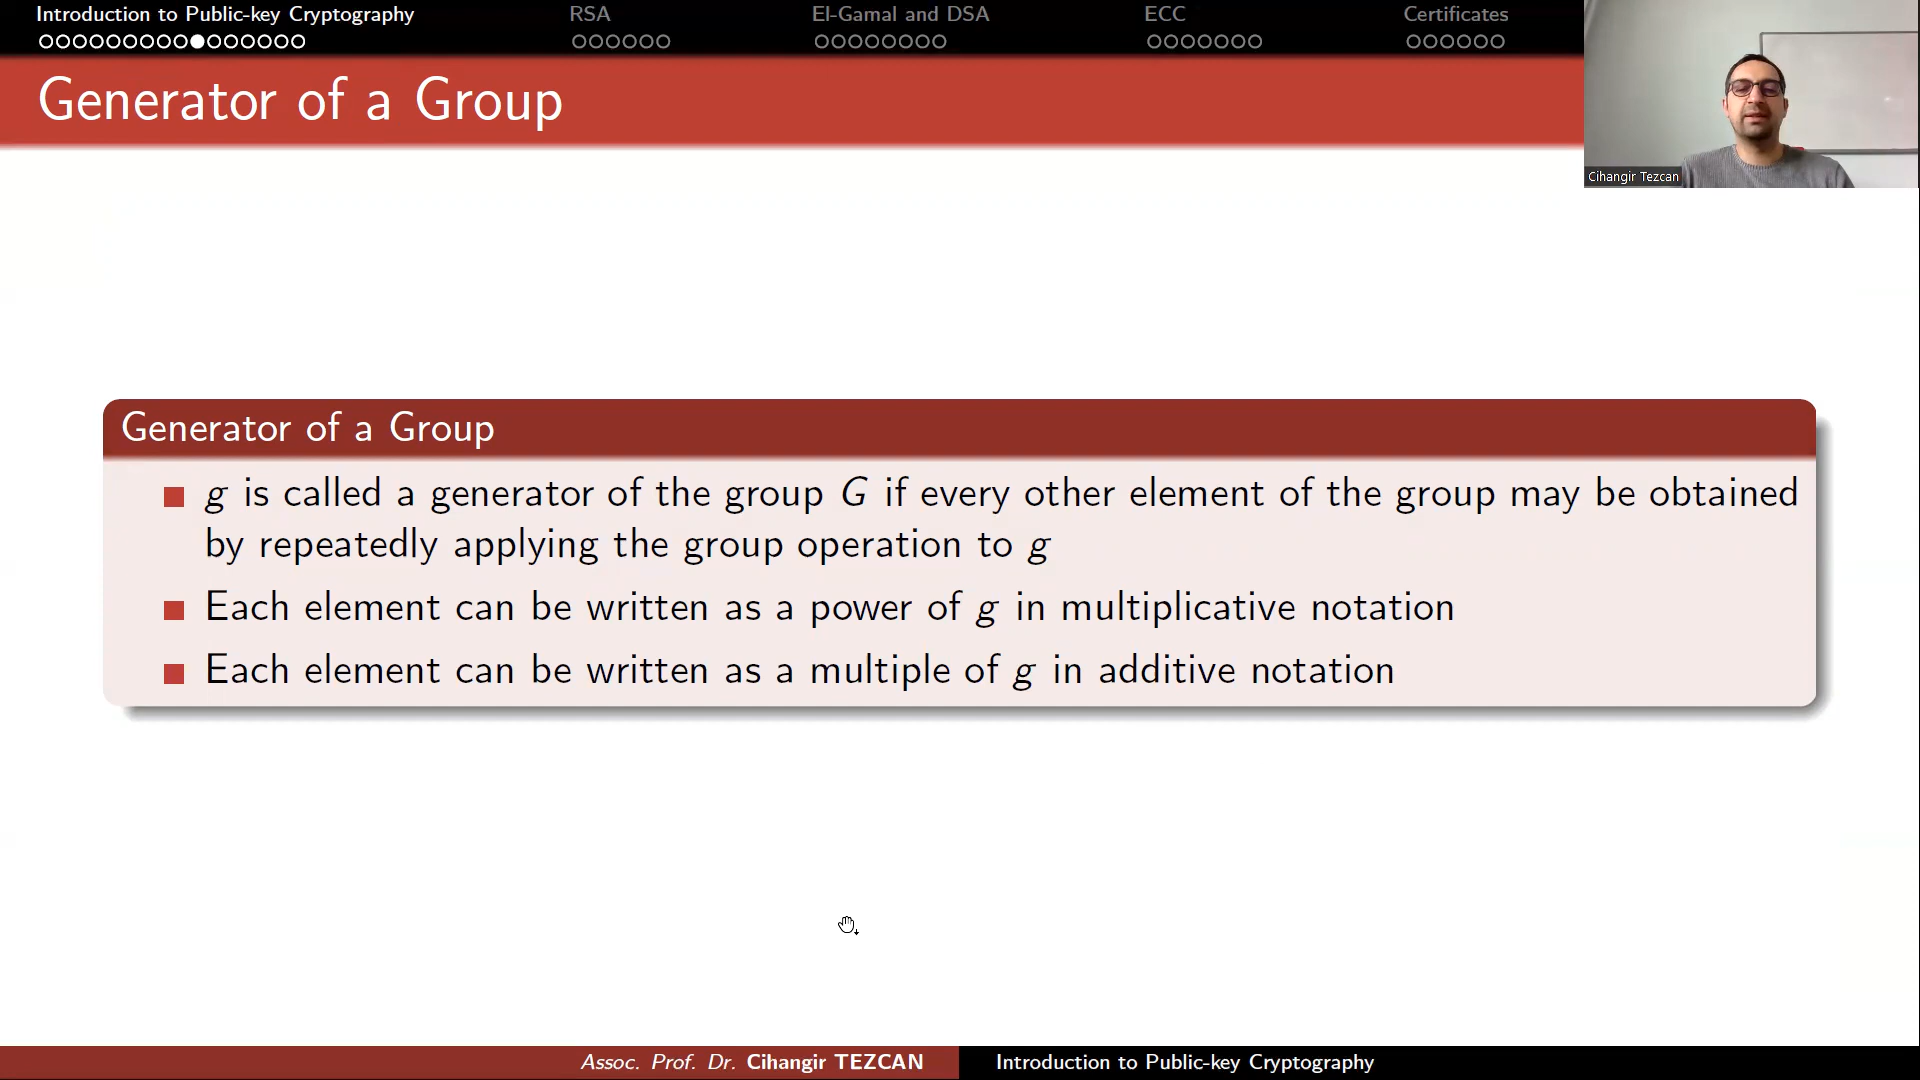 Introduction to Public-key Cryptography
RSA
El-Gamal and DSA
ECC
Certificates
Generator of a Group
Cihangir Tezcan
Generator of a Group
g is called a generator of the group G if every other element of the group may be obtained
by repeatedly applying the group operation to g
Each element can be written as a power of g in multiplicative notation
Each element can be written as a multiple of g in additive notation
Assoc. Prof. Dr. Cihangir TEZCAN
Introduction to Public-key Cryptography